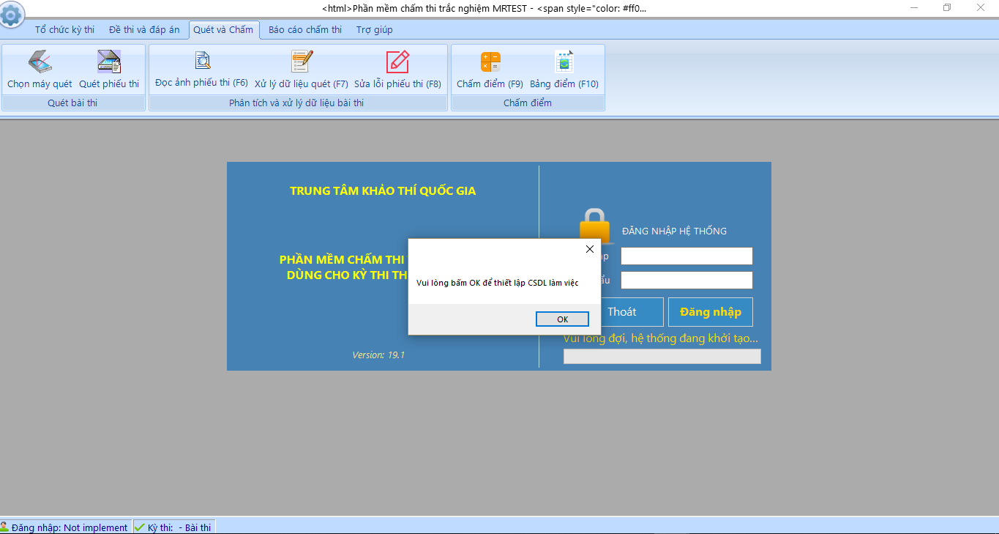 <html>Phần mềm chấm thi trắc nghiệm MRTEST - <span style="color: #ff0...
Tổ chức kỳ thi Đề thi và đáp án Quét và Chấm Báo cáo chấm thi Trợ giúp
Chọn máy quét Quét phiếu thi Đọc ảnh phiếu thi (F6) Xử lý dữ liệu quét (F7) Sửa lỗi phiếu thi (F8) Chấm điểm (F9) Bảng điểm (F10)
Quét bài thi Phân tích và xử lý dữ liệu bài thi Chấm điểm
TRUNG TÂM KHẢO THÍ QUỐC GIA
PHẦN MỀM CHẤM THI
DÙNG CHO KỲ THI TH
Version: 19.1
ĐĂNG NHẬP HỆ THỐNG
Vui lòng bấm OK để thiết lập CSDL làm việc
OK
Thoát Đăng nhập
Vui lòng đợi, hệ thống đang khởi tạo...
Đăng nhập: Not implement Kỳ thi: - Bài thi